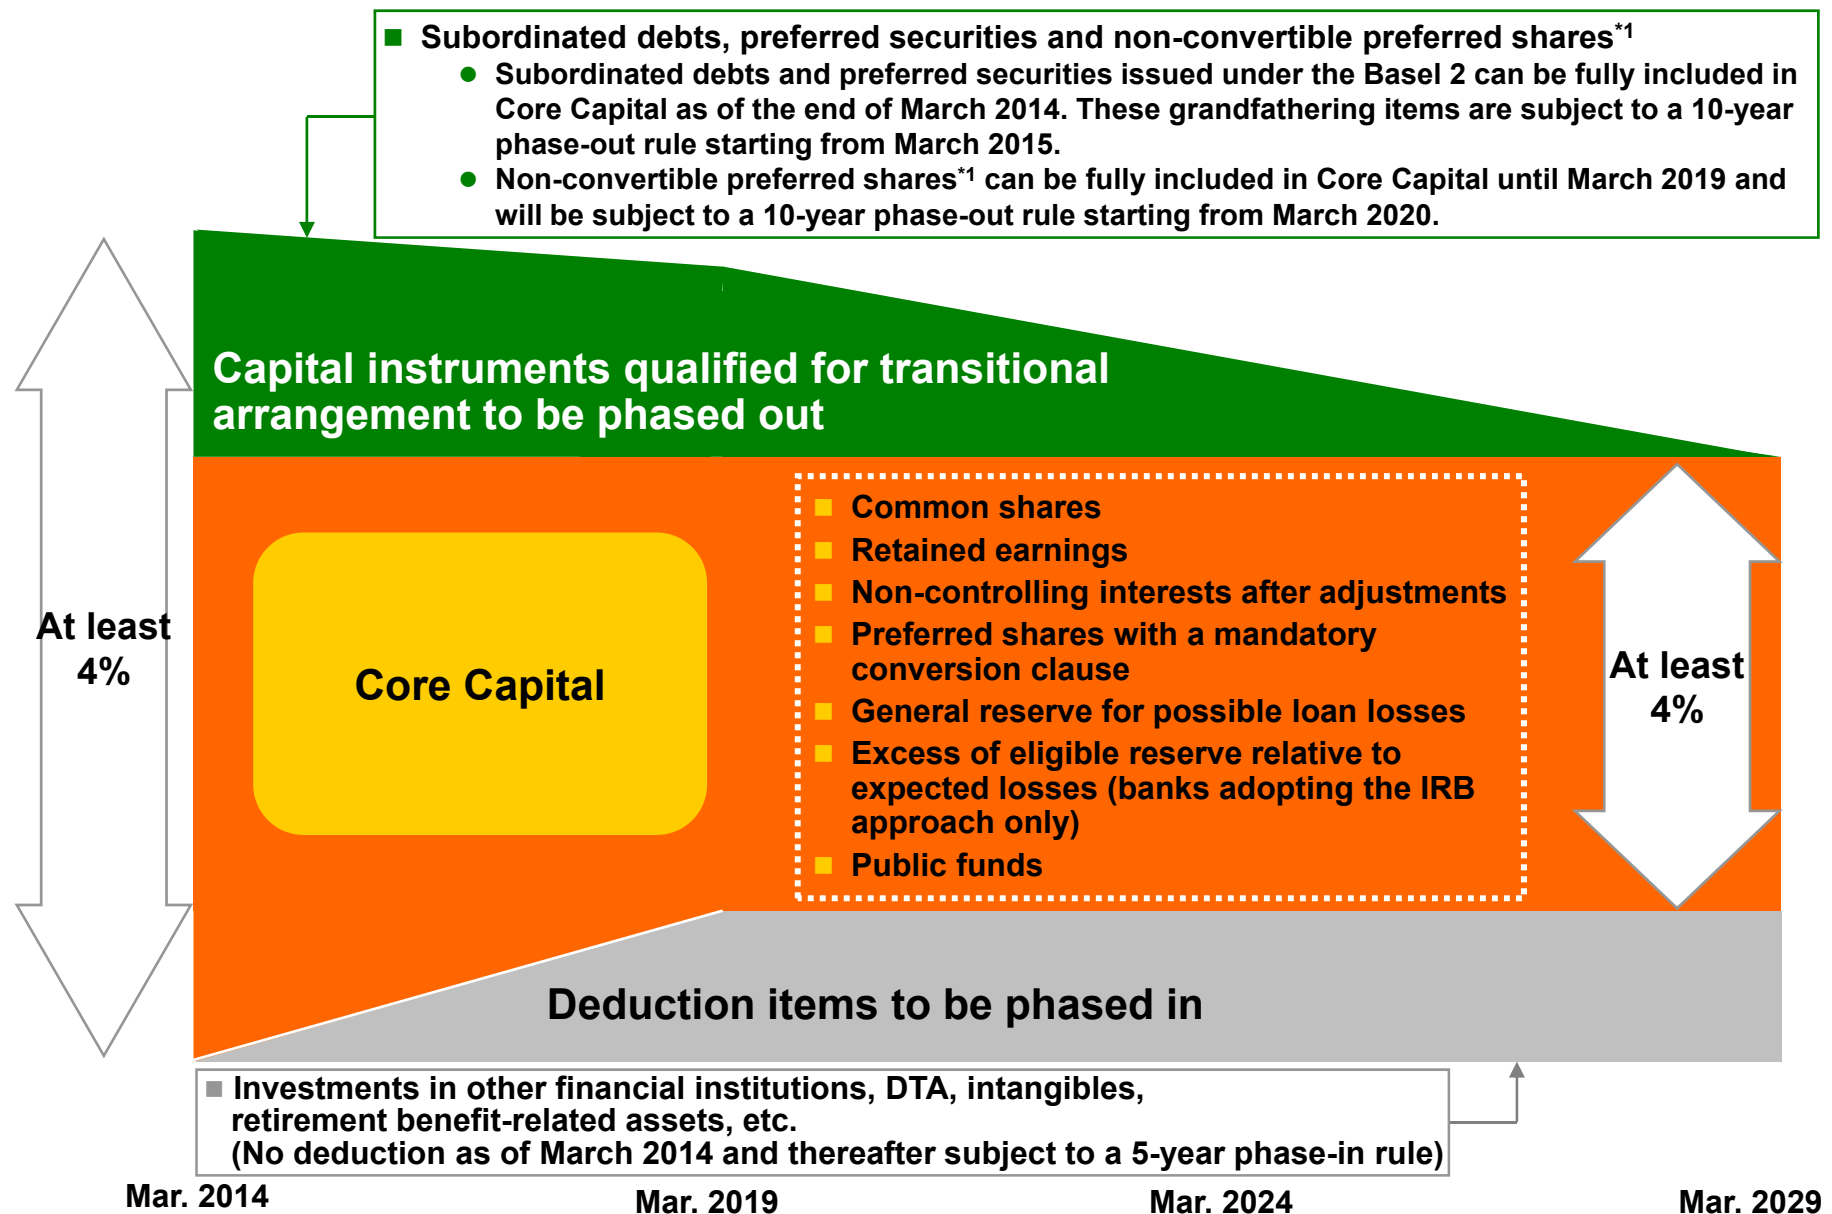 Subordinated debts, preferred securities and non-convertible preferred shares*1
Subordinated debts and preferred securities issued under the Basel 2 can be fully included in
Core Capital as of the end of March 2014. These grandfathering items are subject to a 10-year
phase-out rule starting from March 2015.
Non-convertible preferred shares*1 can be fully included in Core Capital until March 2019 and
will be subject to a 10-year phase-out rule starting from March 2020.
Capital instruments qualified for transitional
arrangement to be phased out
At least
4%
Core Capital
Common shares
Retained earnings
Non-controlling interests after adjustments
Preferred shares with a mandatory
conversion clause
General reserve for possible loan losses
Excess of eligible reserve relative to
expected losses (banks adopting the IRB
approach only)
Public funds
At least
4%
Deduction items to be phased in
Investments in other financial institutions, DTA, intangibles,
retirement benefit-related assets, etc.
(No deduction as of March 2014 and thereafter subject to a 5-year phase-in rule)
Mar. 2014
Mar. 2019
Mar. 2024
Mar. 2029